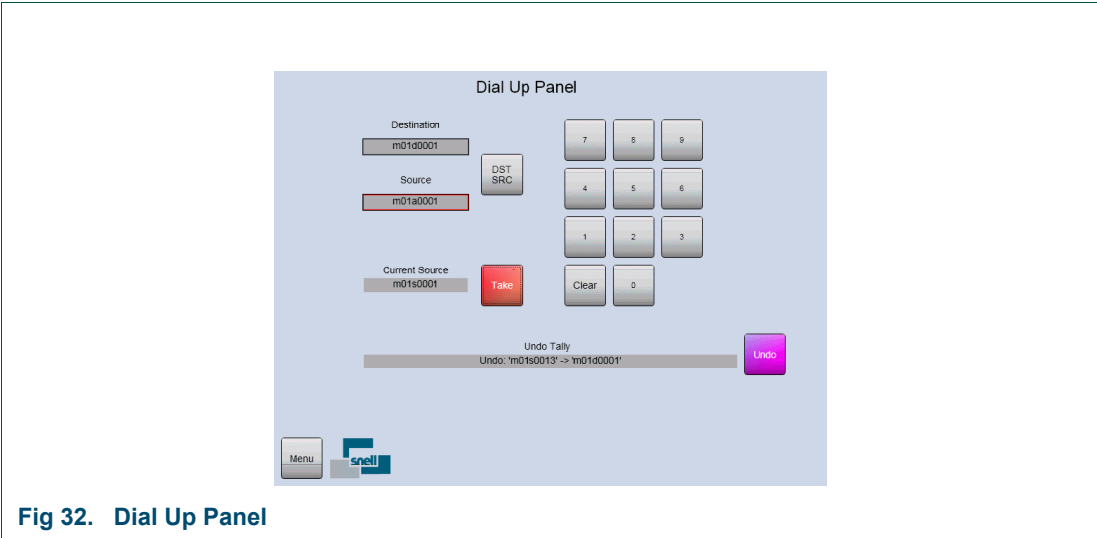 Dial Up Panel
Destination
m01d0001
DST
SRC
Source
m01a0001
7 8 9
4 5 6
1 2 3
Current Source
m01s0001
Take
Clear 0
Undo Tally
Undo: 'm01s0013' -> 'm01d0001'
Undo
Menu
snell
Fig 32. Dial Up Panel